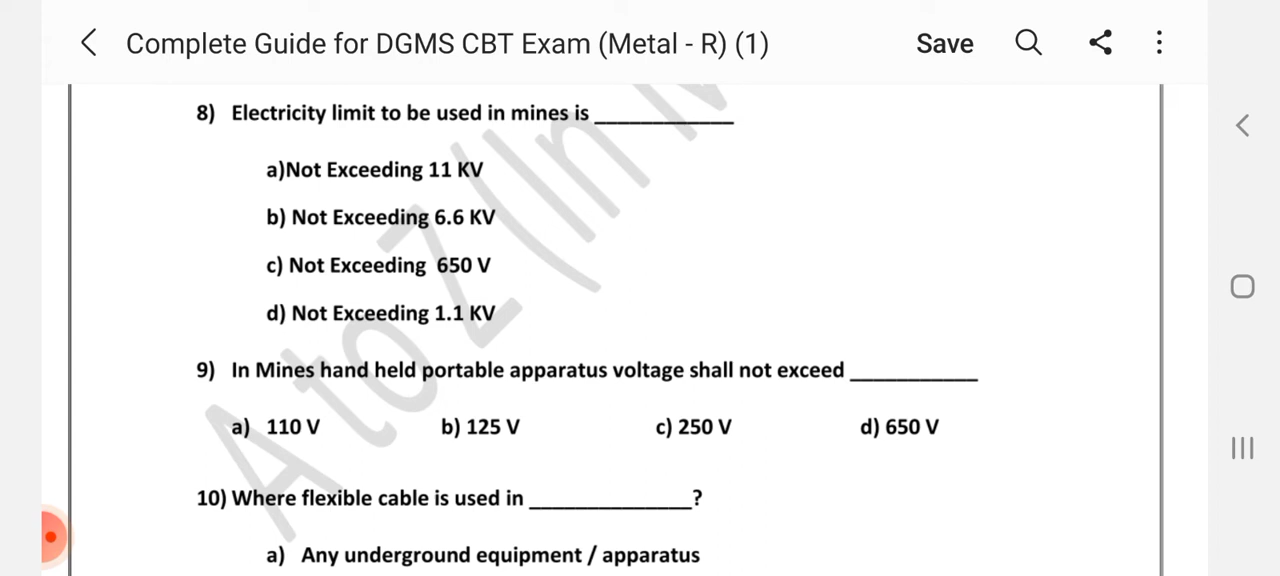 Complete Guide for DGMS CBT Exam (Metal - R) (1) Save
8) Electricity limit to be used in mines is ____________
a)Not Exceeding 11 KV
b) Not Exceeding 6.6 KV
c) Not Exceeding 650 V
d) Not Exceeding 1.1 KV
9) In Mines hand held portable apparatus voltage shall not exceed ___________
a) 110 V b) 125 V c) 250 V d) 650 V
10) Where flexible cable is used in ______________?
a) Any underground equipment / apparatus
A to Z (In